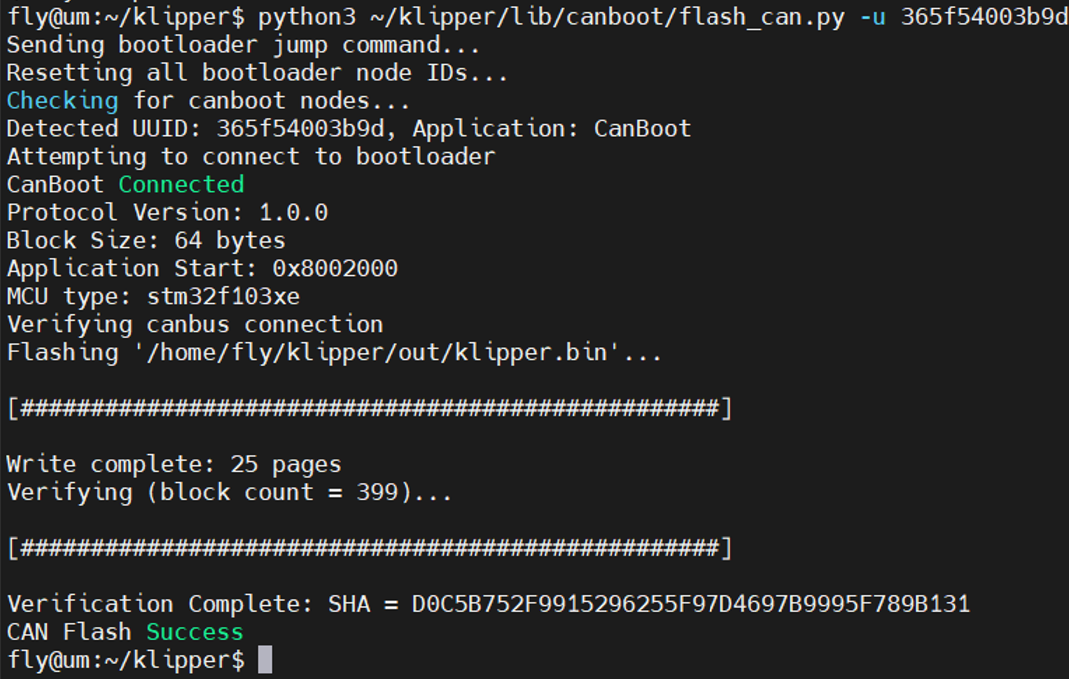 fly@um:~/klipper$ python3 ~/klipper/lib/canboot/flash_can.py -u 365f54003b9d
Sending bootloader jump command...
Resetting all bootloader node IDs...
Checking for canboot nodes...
Detected UUID: 365f54003b9d, Application: CanBoot
Attempting to connect to bootloader
CanBoot Connected
Protocol Version: 1.0.0
Block Size: 64 bytes
Application Start: 0x8002000
MCU type: stm32f103xe
Verifying canbus connection
Flashing '/home/fly/klipper/out/klipper.bin'...
[##################################################]
Write complete: 25 pages
Verifying (block count = 399)...
[##################################################]
Verification Complete: SHA = D0C5B752F9915296255F97D4697B9995F789B131
CAN Flash Success
fly@um:~/klipper$